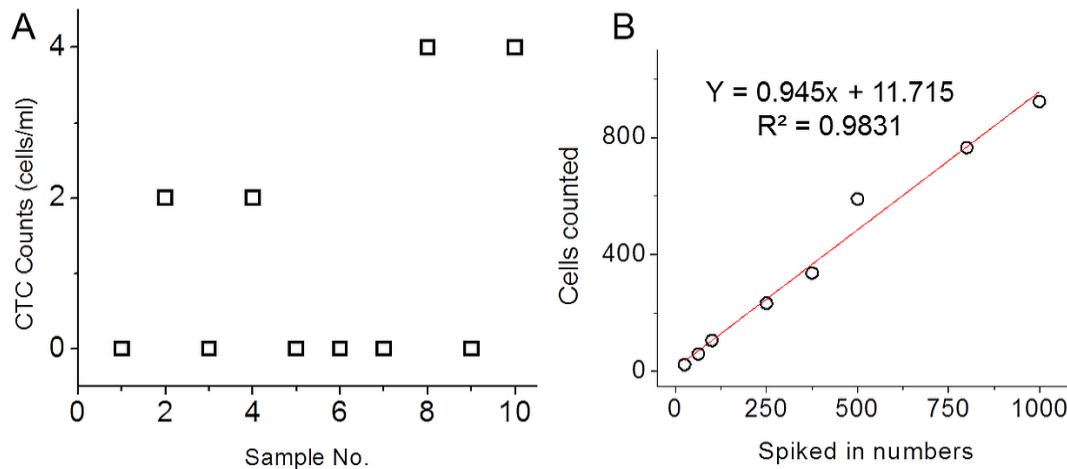 A
CTC Counts (cells/ml)
4
2
0
0
2
4
6
8
10
Sample No.
B
Y = 0.945x + 11.715
R² = 0.9831
Cells counted
800
400
0
0
250
500
750
1000
Spiked in numbers